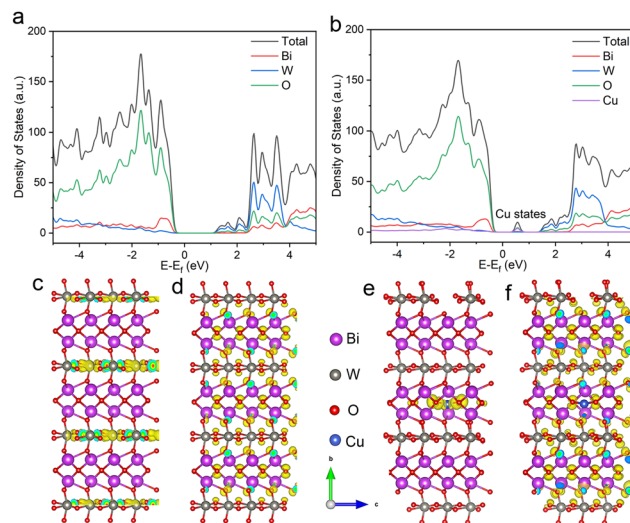 a
200
150
100
50
0
Density of States (a.u.)
Total
Bi
W
O
-4
-2
0
2
4
E-Ef (eV)
b
200
150
100
50
0
Density of States (a.u.)
Total
Bi
W
O
Cu
Cu states
-4
-2
0
2
4
E-Ef (eV)
c
d
e
f
Bi
W
O
Cu
b
c